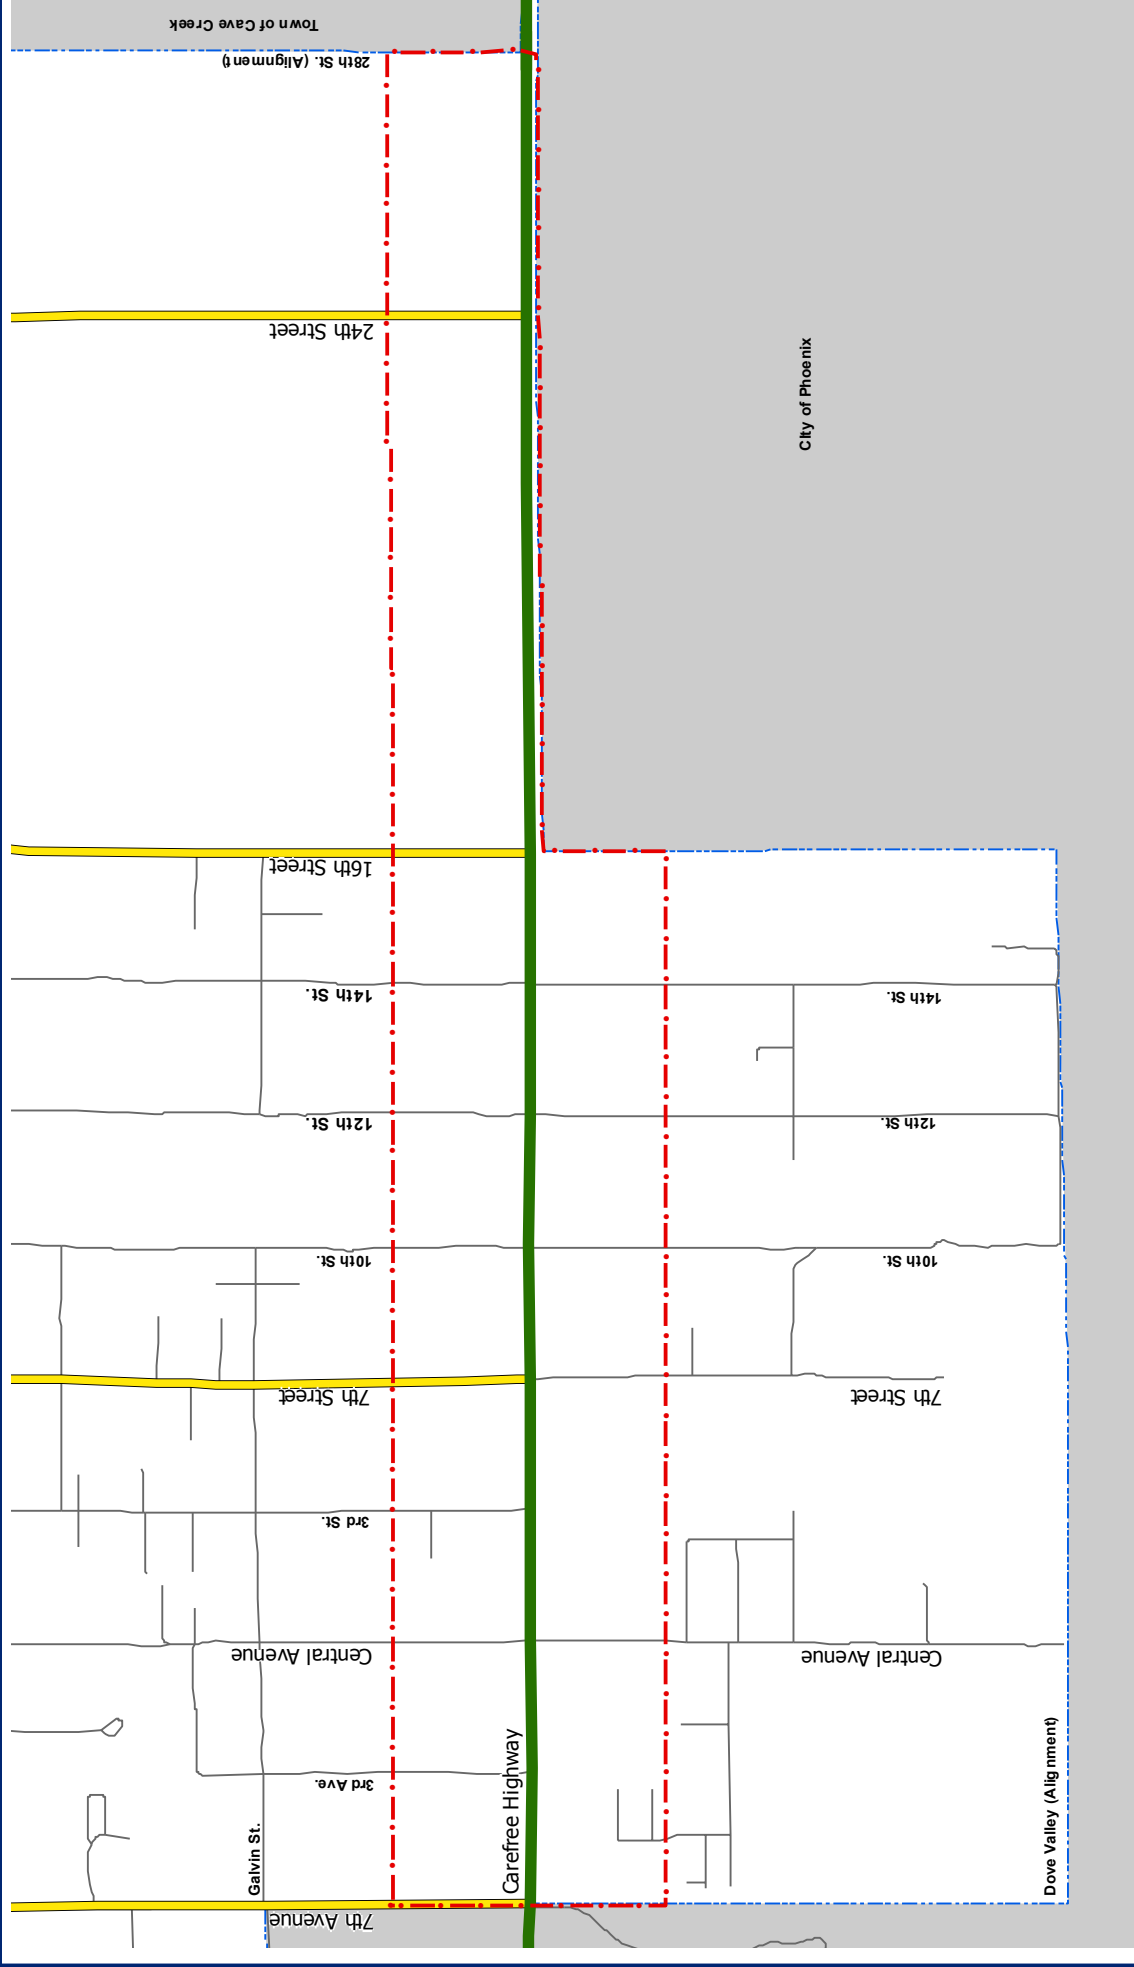 Town of Cave Creek
28th St. (Alignment)
24th Street
City of Phoenix
16th Street
14th St.
14th St.
12th St.
12th St.
10th St.
10th St.
7th Street
7th Street
3rd St.
Central Avenue
Central Avenue
3rd Ave.
Carefree Highway
Dove Valley (Alignment)
Galvin St.
7th Avenue